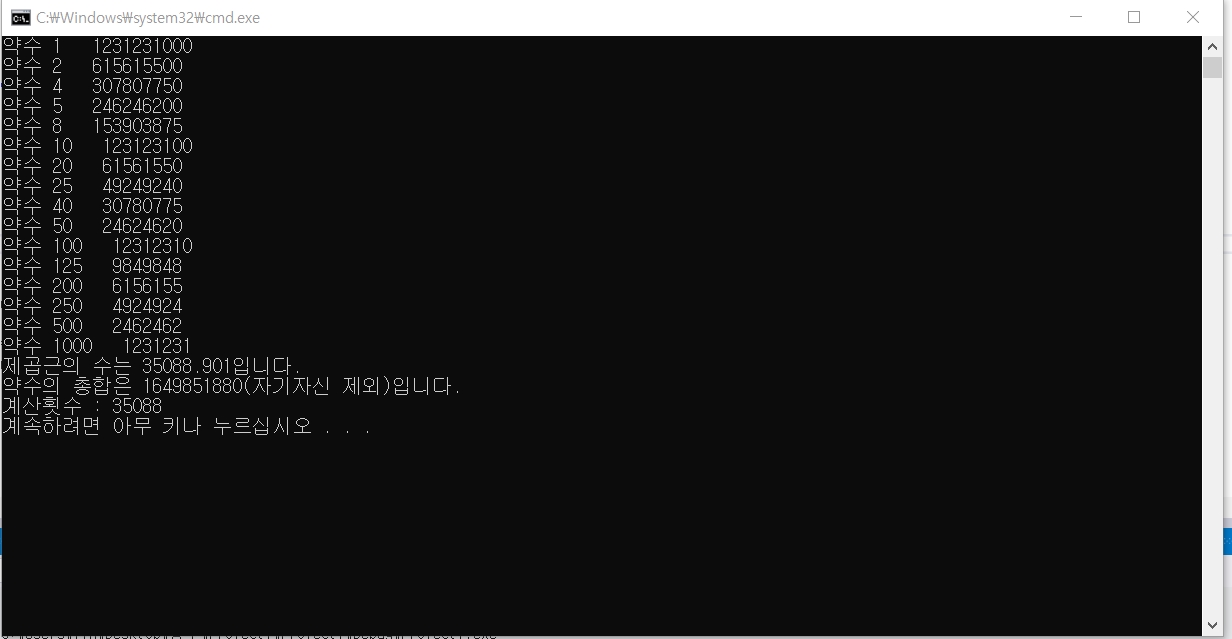 C:\Windows\system32\cmd.exe
약수 1   1231231000
약수 2   615615500
약수 4   307807750
약수 5   246246200
약수 8   153903875
약수 10   123123100
약수 20   61561550
약수 25   49249240
약수 40   30780775
약수 50   24624620
약수 100   12312310
약수 125   9849848
약수 200   6156155
약수 250   4924924
약수 500   2462462
약수 1000   1231231
제곱근의 수는 35088.901입니다.
약수의 총합은 1649851880(자기자신 제외)입니다.
계산횟수 : 35088
계속하려면 아무 키나 누르십시오 . . .